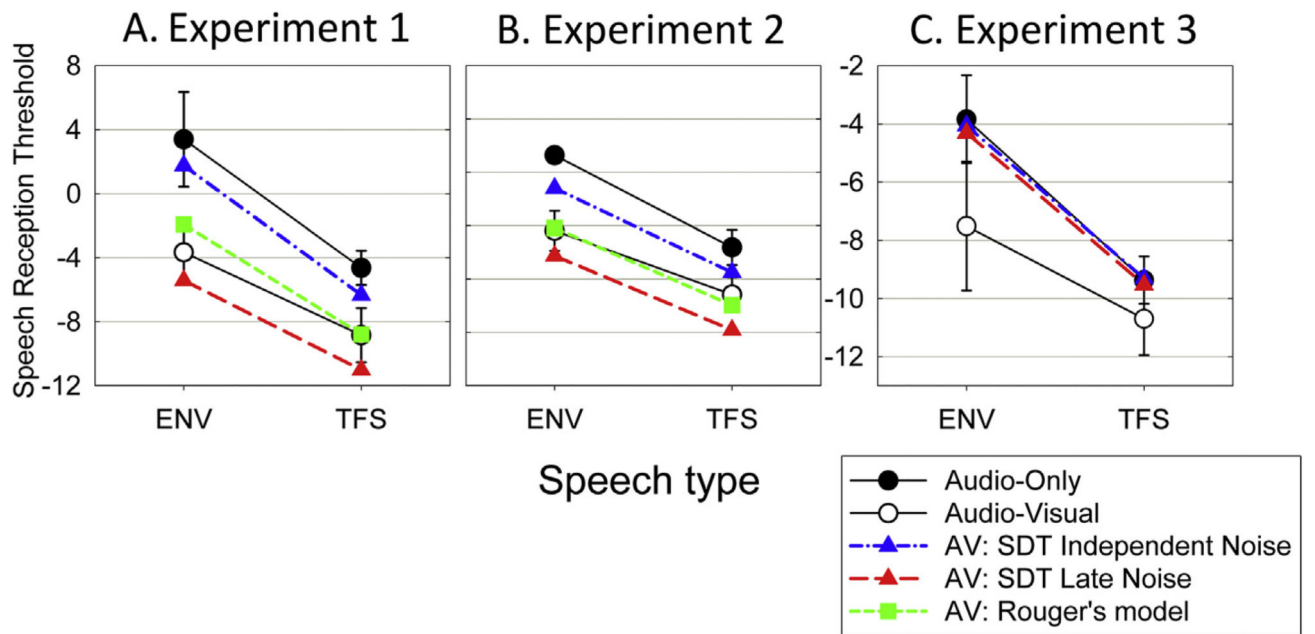 A. Experiment 1
B. Experiment 2
C. Experiment 3
Speech Reception Threshold
8
4
0
-4
-8
-12
-2
-4
-6
-8
-10
-12
ENV TFS
ENV TFS
ENV TFS
Speech type
Audio-Only
Audio-Visual
AV: SDT Independent Noise
AV: SDT Late Noise
AV: Rouger's model